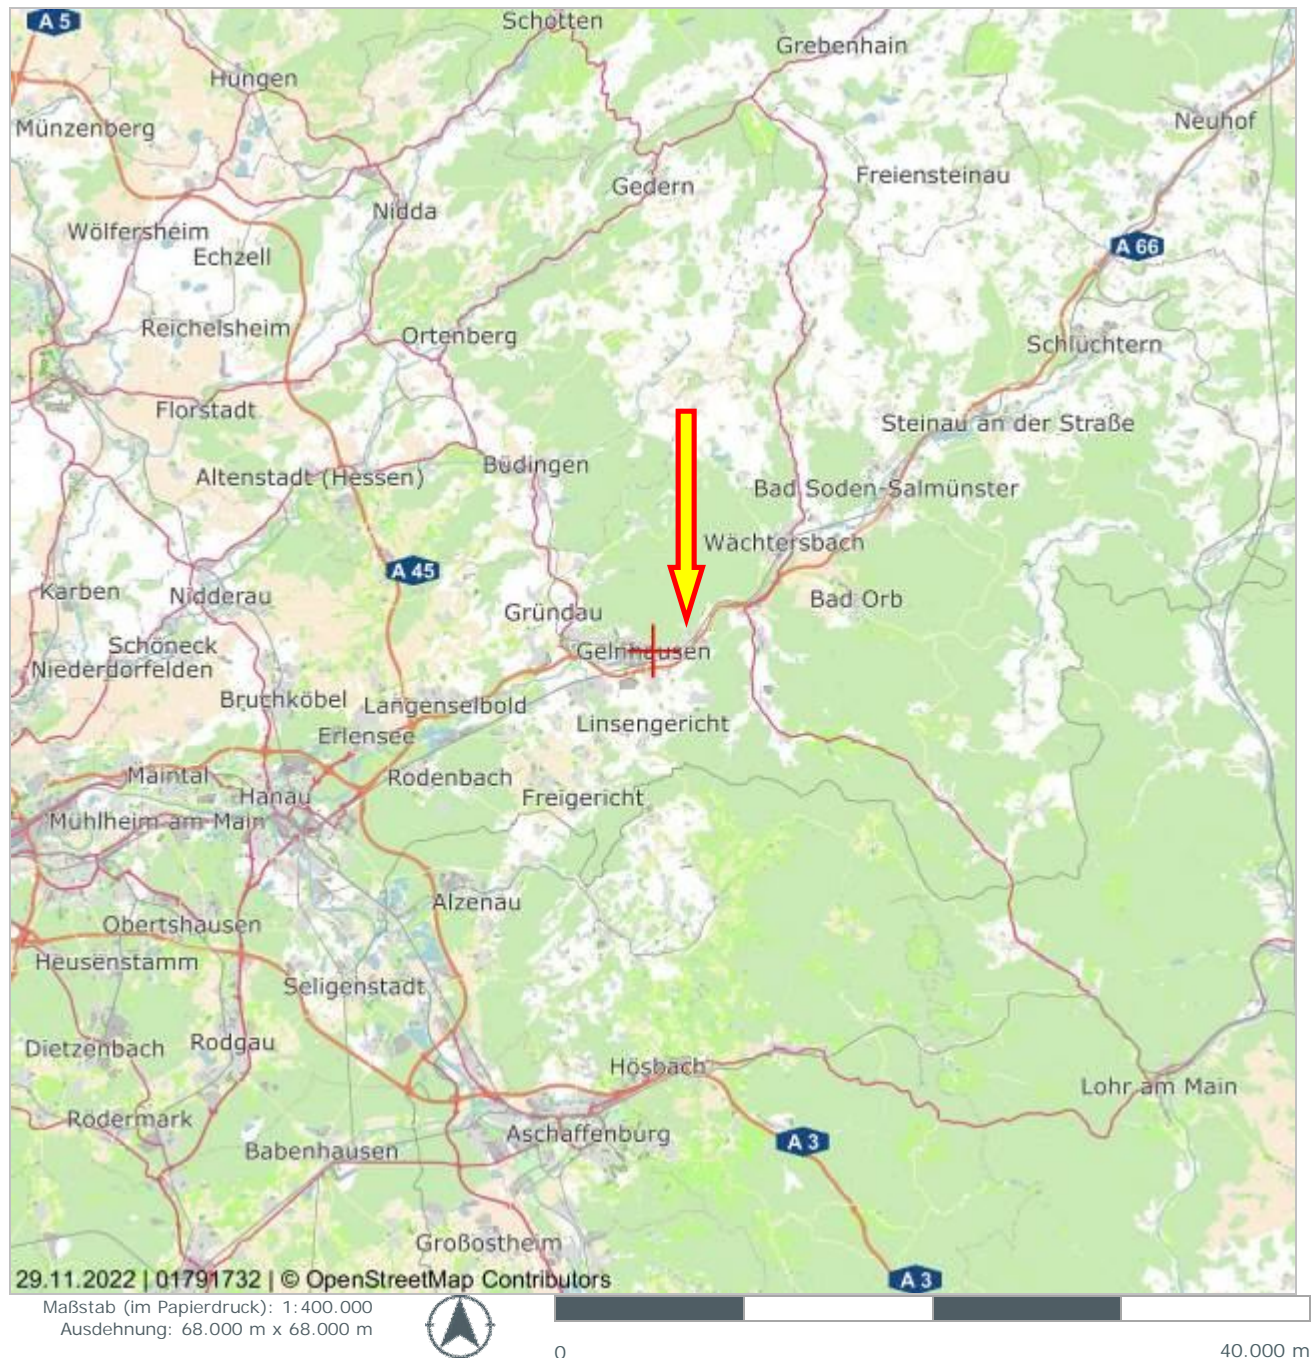 A 5
Schotten
Grebenhain
Hungen
Münzenberg
Neuhof
Freiensteinau
Gedern
Nidda
Wölfersheim
Echzell
A 66
Reichelsheim
Ortenberg
Schlüchtern
Florstadt
Steinau an der Straße
Büdingen
Altenstadt (Hessen)
Bad Soden-Salmünster
Wächtersbach
A 45
Karben
Nidderau
Bad Orb
Gründau
Schöneck
Gelnhausen
Niederdorfelden
Bruchköbel
Langenselbold
Linsengericht
Erlensee
Maintal
Rodenbach
Hanau
Freigericht
Mühlheim am Main
Alzenau
Obertshausen
Heusenstamm
Seligenstadt
Rodgau
Dietzenbach
Hösbach
Lohr am Main
Rödermark
Aschaffenburg
A 3
Babenhausen
Großostheim
A 3
29.11.2022 | 01791732 | © OpenStreetMap Contributors
Maßstab (im Papierdruck): 1:400.000
Ausdehnung: 68.000 m x 68.000 m
0
40.000 m